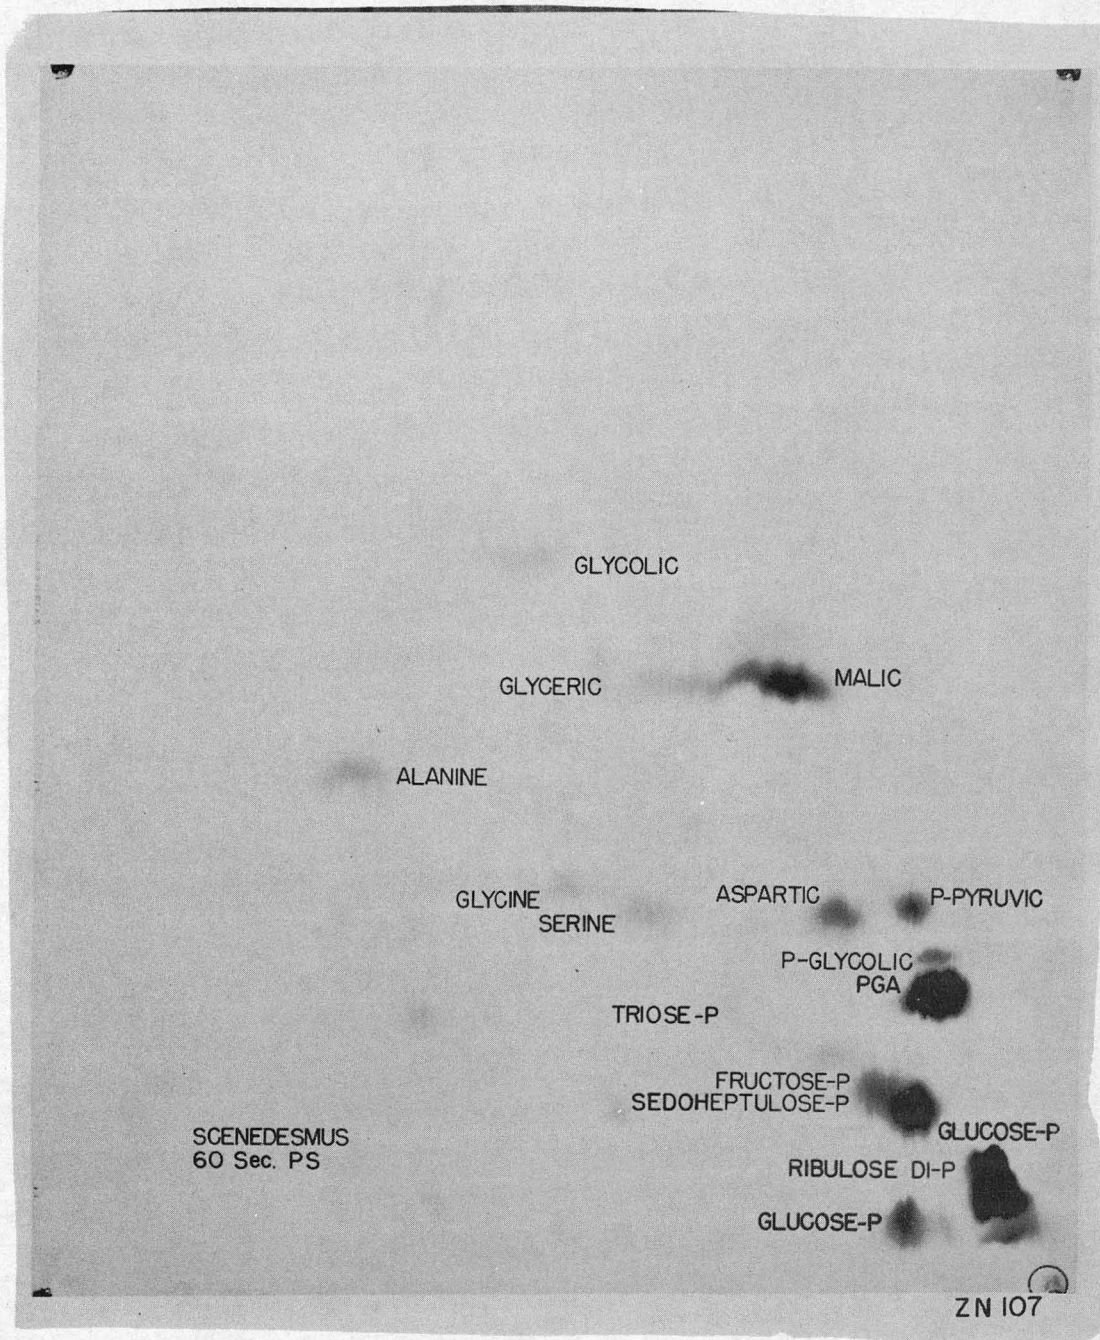 GLYCOLIC
GLYCERIC
MALIC
ALANINE
GLYCINE
SERINE
ASPARTIC
P-PYRUVIC
P-GLYCOLIC
PGA
TRIOSE-P
FRUCTOSE-P
SEDOHEPTULOSE-P
GLUCOSE-P
SCENEDESMUS
60 Sec. PS
RIBULOSE DI-P
GLUCOSE-P
ZN 107